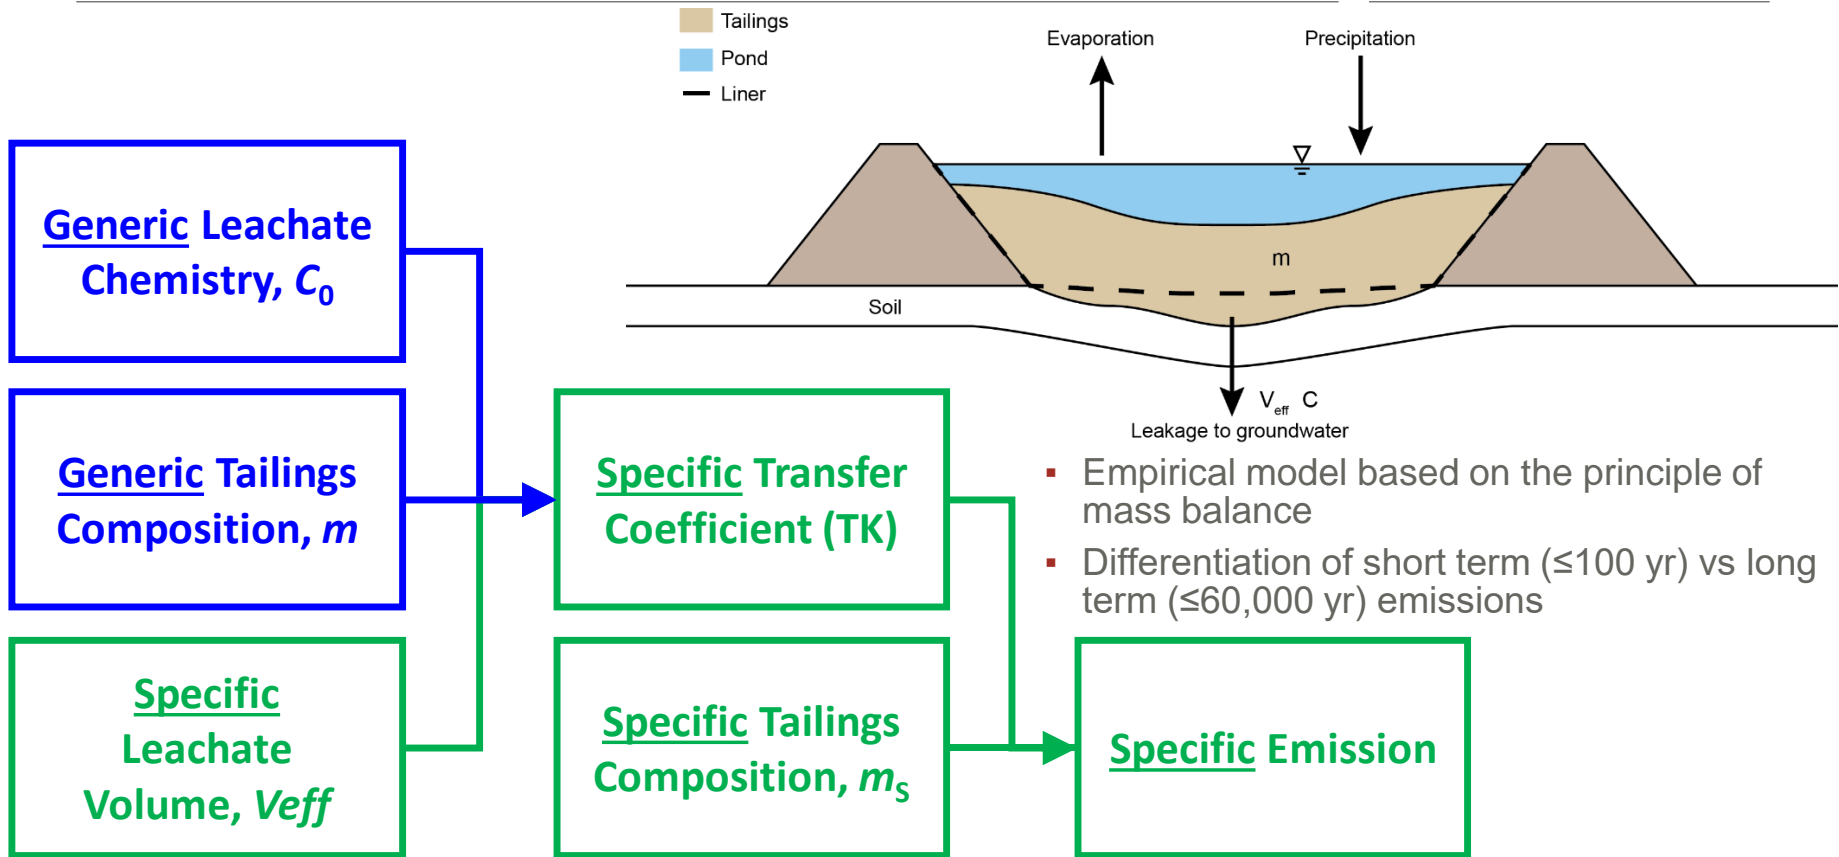 Tailings
Pond
Liner
Evaporation
Precipitation
m
Soil
V_eff C
Leakage to groundwater
Generic Leachate
Chemistry, C₀
Generic Tailings
Composition, m
Specific
Leachate
Volume, Veff
Specific Transfer
Coefficient (TK)
Specific Tailings
Composition, mₛ
Specific Emission
▪ Empirical model based on the principle of
mass balance
▪ Differentiation of short term (≤100 yr) vs long
term (≤60,000 yr) emissions